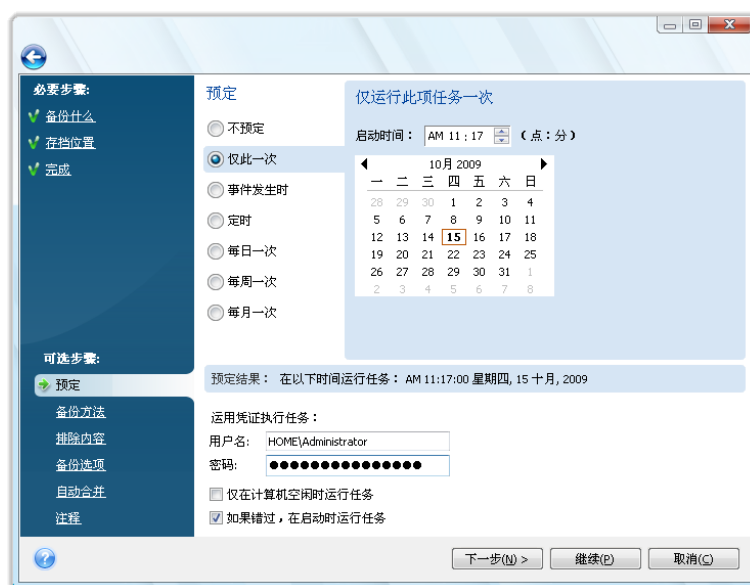 必要步骤:
备份什么
存档位置
完成
可选步骤:
预定
备份方法
排除内容
备份选项
自动合并
注释
预定
不预定
仅此一次
事件发生时
定时
每日一次
每周一次
每月一次
仅运行此项任务一次
启动时间： AM 11:17 （点：分）
10月 2009
一 二 三 四 五 六 日
28 29 30 1 2 3 4
5 6 7 8 9 10 11
12 13 14 15 16 17 18
19 20 21 22 23 24 25
26 27 28 29 30 31 1
2 3 4 5 6 7 8
预定结果： 在以下时间运行任务： AM 11:17:00 星期四, 15 十月, 2009
运用凭证执行任务：
用户名: HOME\Administrator
密码: ●●●●●●●●●●●●●●●
仅在计算机空闲时运行任务
如果错过，在启动时运行任务
下一步(N) > 继续(P) 取消(C)